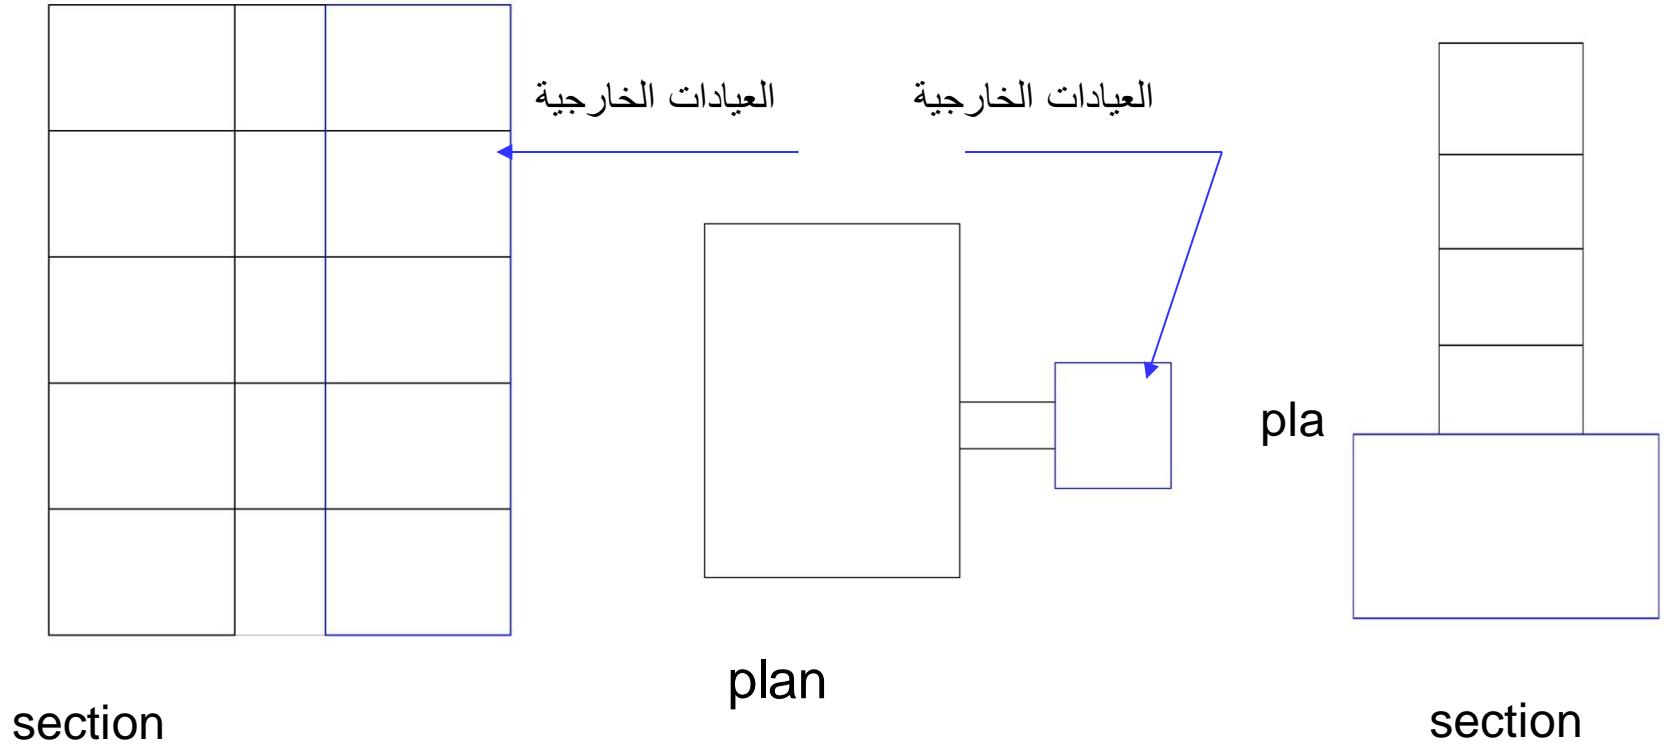 العيادات الخارجية
العيادات الخارجية
pla
plan
section
section